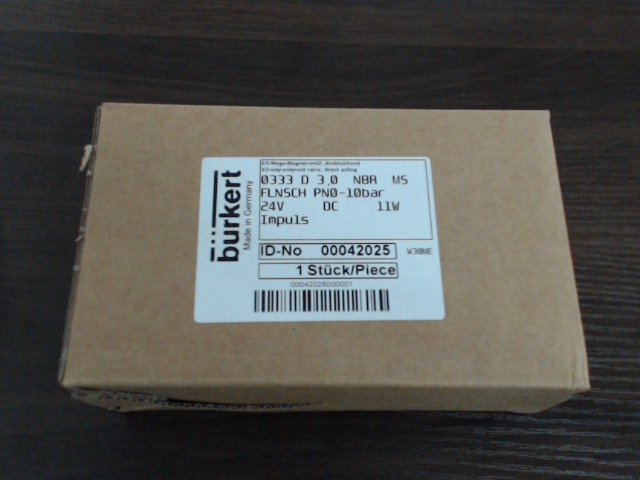 bürkert
Made in Germany
3/2-Wege-Magnetventil; direktwirkend
3/2-way-solenoid valve; direct acting
0333 D 3,0 NBR MS
FLNSCH PN0-10bar
24V DC 11W
Impuls
ID-No 00042025
W38ME
1 Stück/Piece
00042025000001